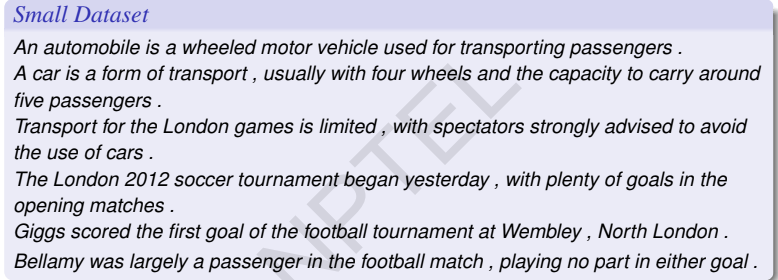 Small Dataset
An automobile is a wheeled motor vehicle used for transporting passengers .
A car is a form of transport , usually with four wheels and the capacity to carry around
five passengers .
Transport for the London games is limited , with spectators strongly advised to avoid
the use of cars .
The London 2012 soccer tournament began yesterday , with plenty of goals in the
opening matches .
Giggs scored the first goal of the football tournament at Wembley , North London .
Bellamy was largely a passenger in the football match , playing no part in either goal .
NPTEL